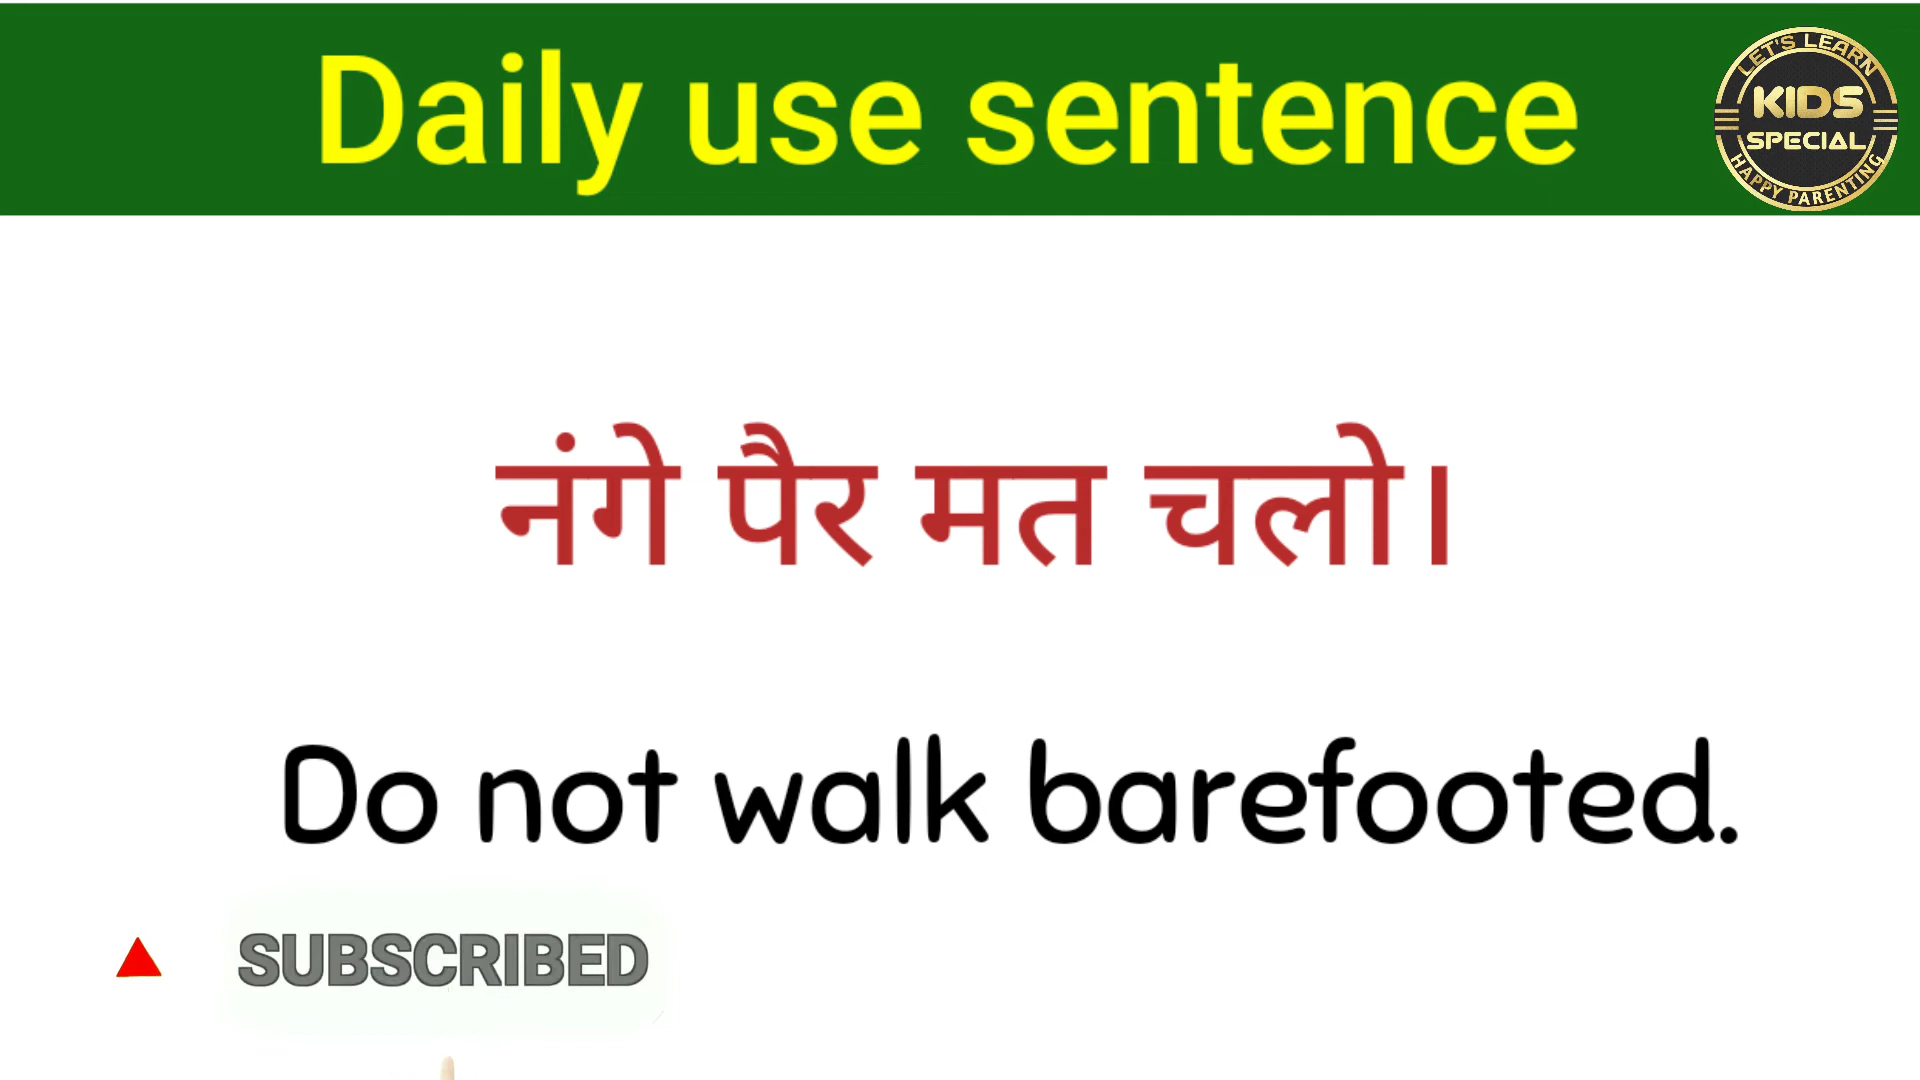 Daily use sentence
LET'S LEARN
KIDS
SPECIAL
HAPPY PARENTING
नंगे पैर मत चलो।
Do not walk barefooted.
SUBSCRIBED